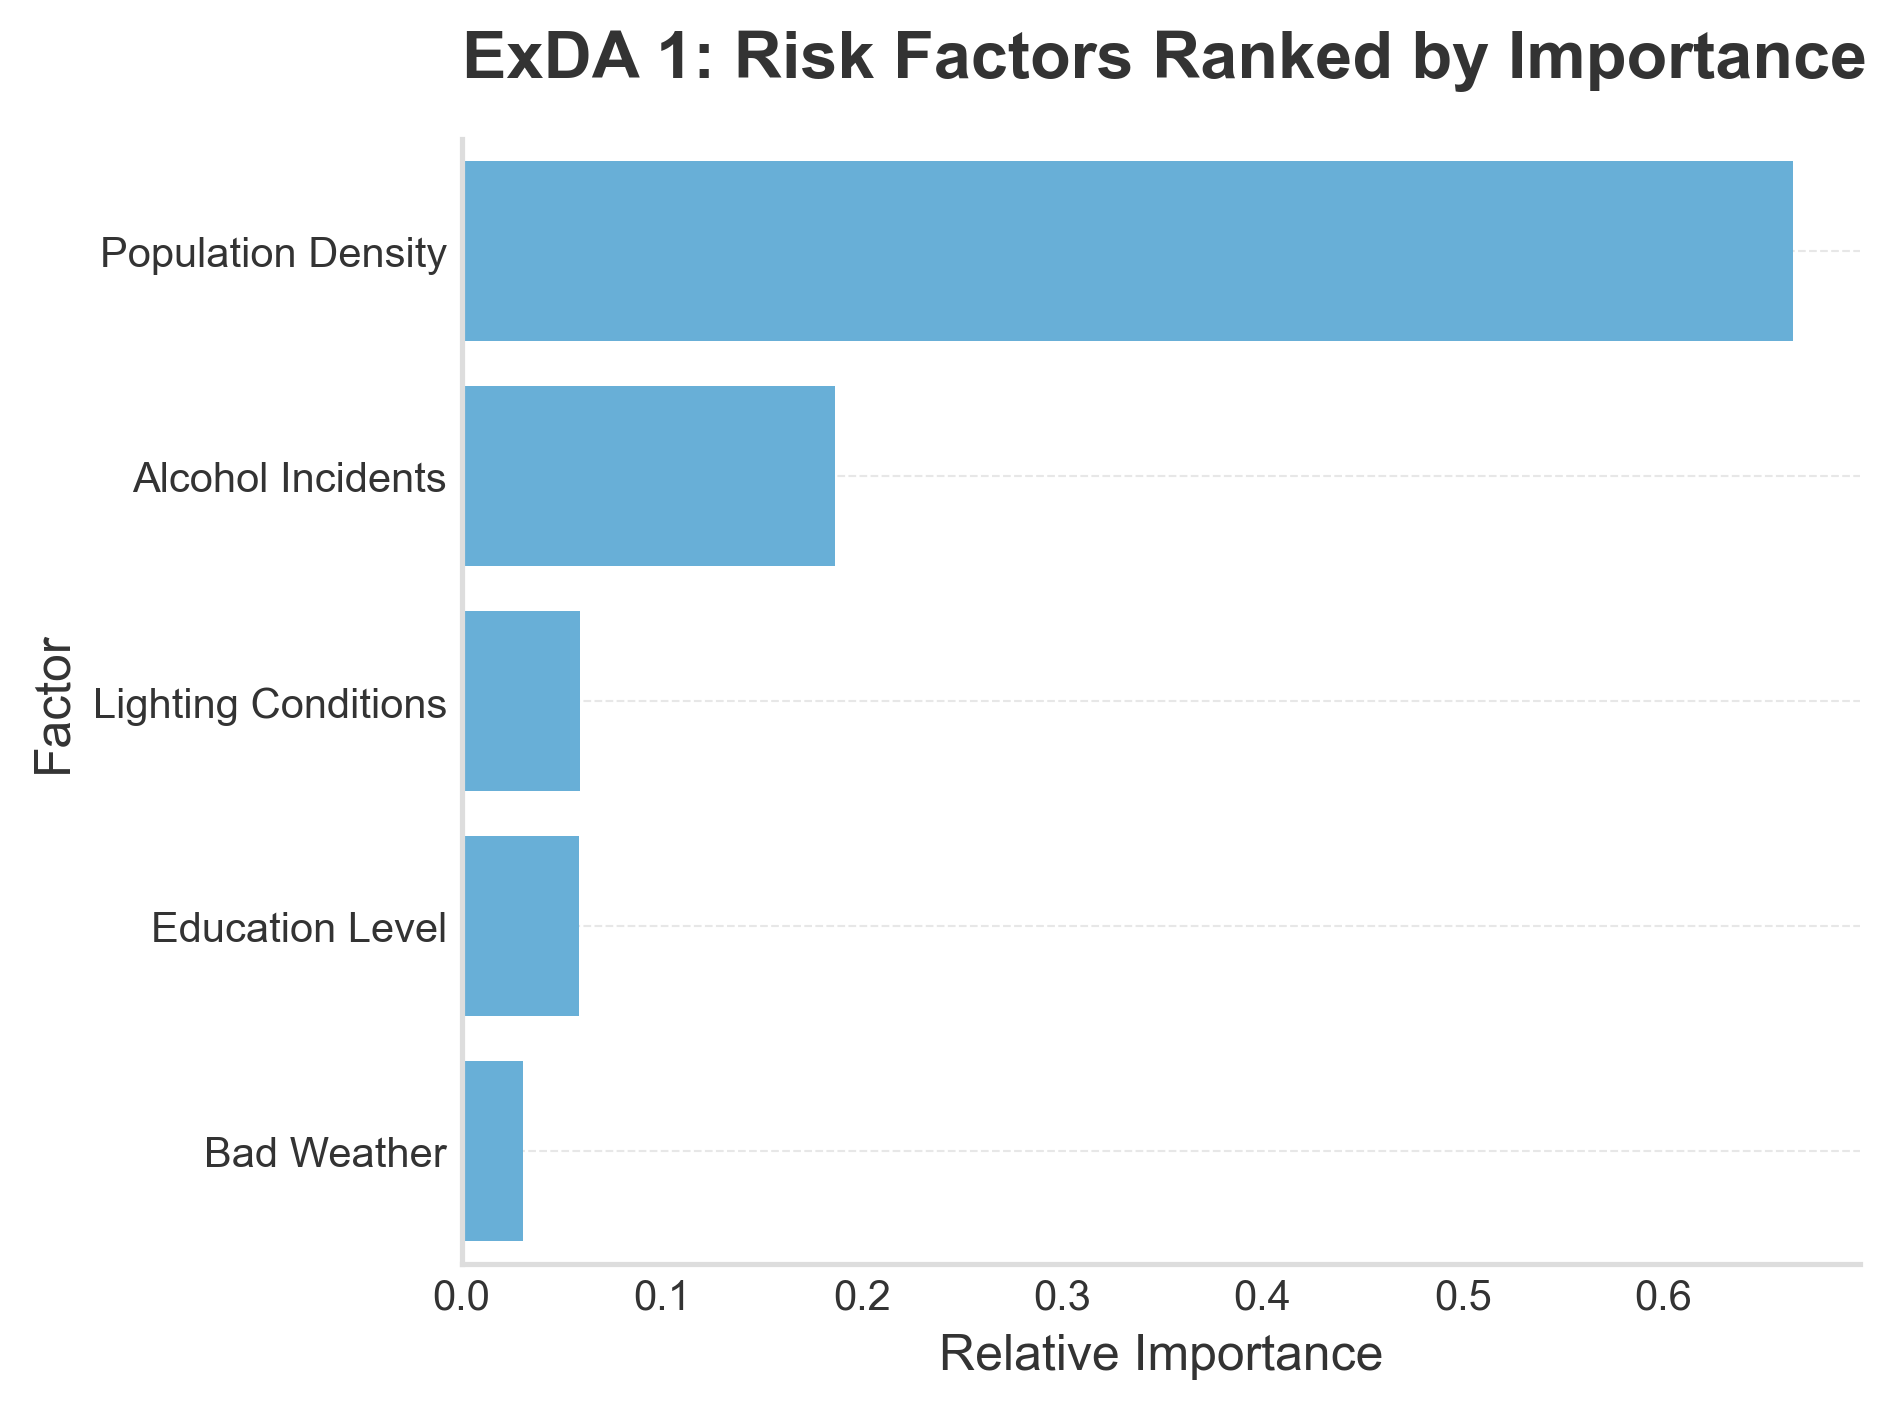 ExDA 1: Risk Factors Ranked by Importance
Factor
Population Density
Alcohol Incidents
Lighting Conditions
Education Level
Bad Weather
0.0 0.1 0.2 0.3 0.4 0.5 0.6
Relative Importance